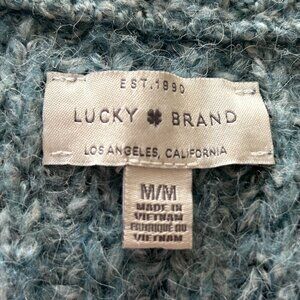 EST. 1990
LUCKY BRAND
LOS ANGELES, CALIFORNIA
M/M
MADE IN
VIETNAM
FABRIQUÉ AU
VIETNAM